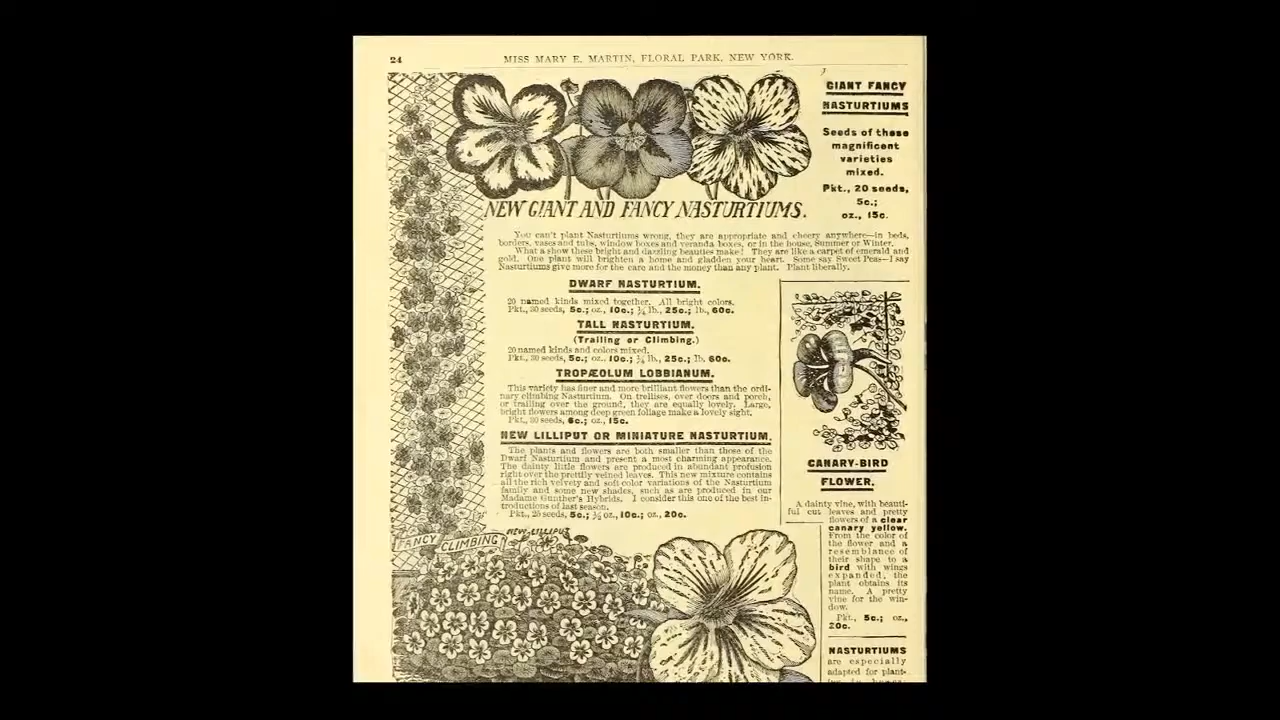 24
MISS MARY E. MARTIN, FLORAL PARK, NEW YORK.
NEW GIANT AND FANCY NASTURTIUMS.
GIANT FANCY
NASTURTIUMS
Seeds of these
magnificent
varieties
mixed.
Pkt., 20 seeds,
5c.;
oz., 15c.
You can't plant Nasturtiums wrong, they are appropriate and cheery anywhere—in beds,
borders, vases and tubs, window boxes and veranda boxes, or in the house, Summer or Winter.
What a show these bright and dazzling beauties make! They are like a carpet of emerald and
gold. One plant will brighten a home and gladden your heart. Some say Sweet Peas—I say
Nasturtiums give more for the care and the money than any plant. Plant liberally.
DWARF NASTURTIUM.
20 named kinds mixed together. All bright colors.
Pkt., 30 seeds, 5c.; oz., 10c.; ¼ lb., 25c.; lb., 60c.
TALL NASTURTIUM.
(Trailing or Climbing.)
20 named kinds and colors mixed.
Pkt., 30 seeds, 5c.; oz., 10c.; ¼ lb., 25c.; lb. 60c.
TROPÆOLUM LOBBIANUM.
This variety has finer and more brilliant flowers than the ordi-
nary climbing Nasturtium. On trellises, over doors and porch,
or trailing over the ground, they are equally lovely. Large,
bright flowers among deep green foliage make a lovely sight.
Pkt., 30 seeds, 6c.; oz., 15c.
NEW LILLIPUT OR MINIATURE NASTURTIUM.
The plants and flowers are both smaller than those of the
Dwarf Nasturtium and present a most charming appearance.
The dainty little flowers are produced in abundant profusion
right over the prettily veined leaves. This new mixture contains
all the rich velvety and soft color variations of the Nasturtium
family and some new shades, such as are produced in our
Madame Gunther's Hybrids. I consider this one of the best in-
troductions of last season.
Pkt., 25 seeds, 5c.; ½ oz., 10c.; oz., 20c.
FANCY CLIMBING
NEW LILLIPUT
CANARY-BIRD
FLOWER.
A dainty vine, with beauti-
ful cut leaves and pretty
flowers of a clear
canary yellow.
From the color of
the flower and a
resemblance of
their shape to a
bird with wings
expanded, the
plant obtains its
name. A pretty
vine for the win-
dow.
Pkt., 5c.; oz.,
20c.
NASTURTIUMS
are especially
adapted for plant-